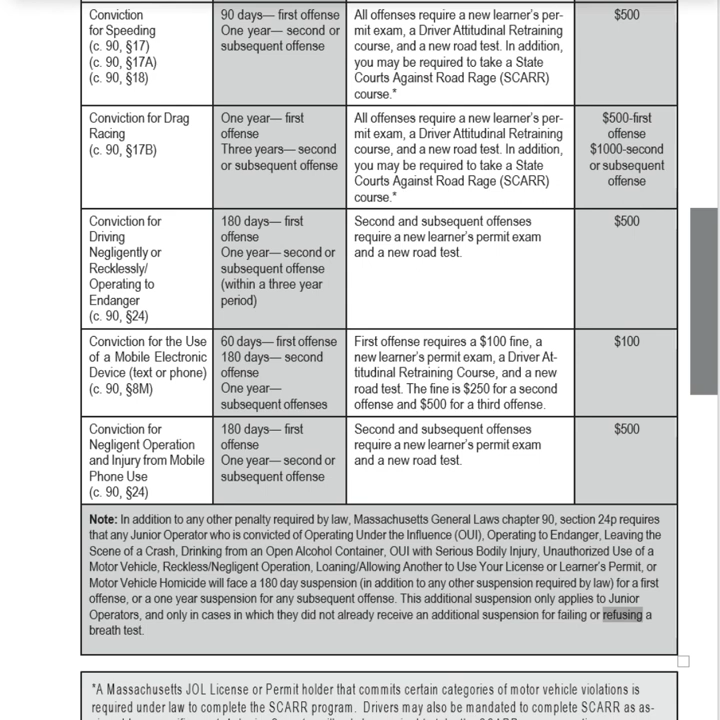 Conviction
for Speeding
(c. 90, §17)
(c. 90, §17A)
(c. 90, §18)
90 days— first offense
One year— second or
subsequent offense
All offenses require a new learner's per-
mit exam, a Driver Attitudinal Retraining
course, and a new road test. In addition,
you may be required to take a State
Courts Against Road Rage (SCARR)
course.*
$500
Conviction for Drag
Racing
(c. 90, §17B)
One year— first
offense
Three years— second
or subsequent offense
All offenses require a new learner's per-
mit exam, a Driver Attitudinal Retraining
course, and a new road test. In addition,
you may be required to take a State
Courts Against Road Rage (SCARR)
course.*
$500-first
offense
$1000-second
or subsequent
offense
Conviction for
Driving
Negligently or
Recklessly/
Operating to
Endanger
(c. 90, §24)
180 days— first
offense
One year— second or
subsequent offense
(within a three year
period)
Second and subsequent offenses
require a new learner's permit exam
and a new road test.
$500
Conviction for the Use
of a Mobile Electronic
Device (text or phone)
(c. 90, §8M)
60 days— first offense
180 days— second
offense
One year—
subsequent offenses
First offense requires a $100 fine, a
new learner's permit exam, a Driver At-
titudinal Retraining Course, and a new
road test. The fine is $250 for a second
offense and $500 for a third offense.
$100
Conviction for
Negligent Operation
and Injury from Mobile
Phone Use
(c. 90, §24)
180 days— first
offense
One year— second or
subsequent offense
Second and subsequent offenses
require a new learner's permit exam
and a new road test.
$500
Note: In addition to any other penalty required by law, Massachusetts General Laws chapter 90, section 24p requires
that any Junior Operator who is convicted of Operating Under the Influence (OUI), Operating to Endanger, Leaving the
Scene of a Crash, Drinking from an Open Alcohol Container, OUI with Serious Bodily Injury, Unauthorized Use of a
Motor Vehicle, Reckless/Negligent Operation, Loaning/Allowing Another to Use Your License or Learner's Permit, or
Motor Vehicle Homicide will face a 180 day suspension (in addition to any other suspension required by law) for a first
offense, or a one year suspension for any subsequent offense. This additional suspension only applies to Junior
Operators, and only in cases in which they did not already receive an additional suspension for failing or refusing a
breath test.
*A Massachusetts JOL License or Permit holder that commits certain categories of motor vehicle violations is
required under law to complete the SCARR program. Drivers may also be mandated to complete SCARR as as-